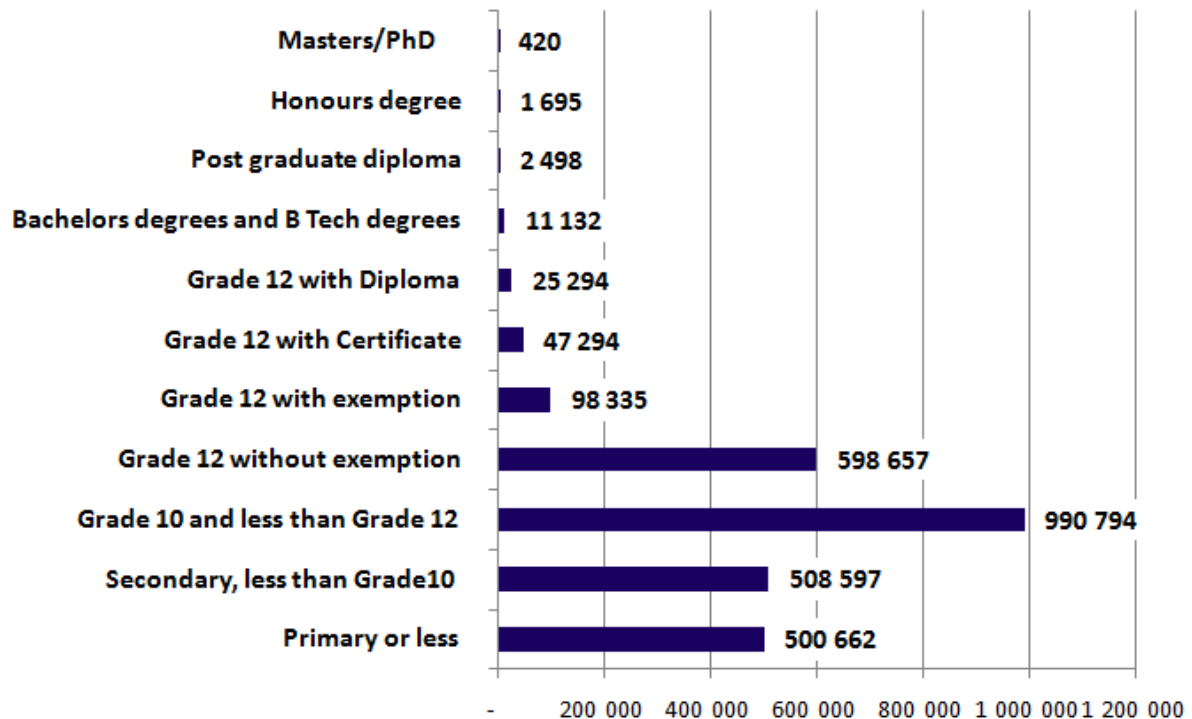 Masters/PhD 420
Honours degree 1 695
Post graduate diploma 2 498
Bachelors degrees and B Tech degrees 11 132
Grade 12 with Diploma 25 294
Grade 12 with Certificate 47 294
Grade 12 with exemption 98 335
Grade 12 without exemption 598 657
Grade 10 and less than Grade 12 990 794
Secondary, less than Grade10 508 597
Primary or less 500 662
- 200 000 400 000 600 000 800 000 1 000 000 1 200 000